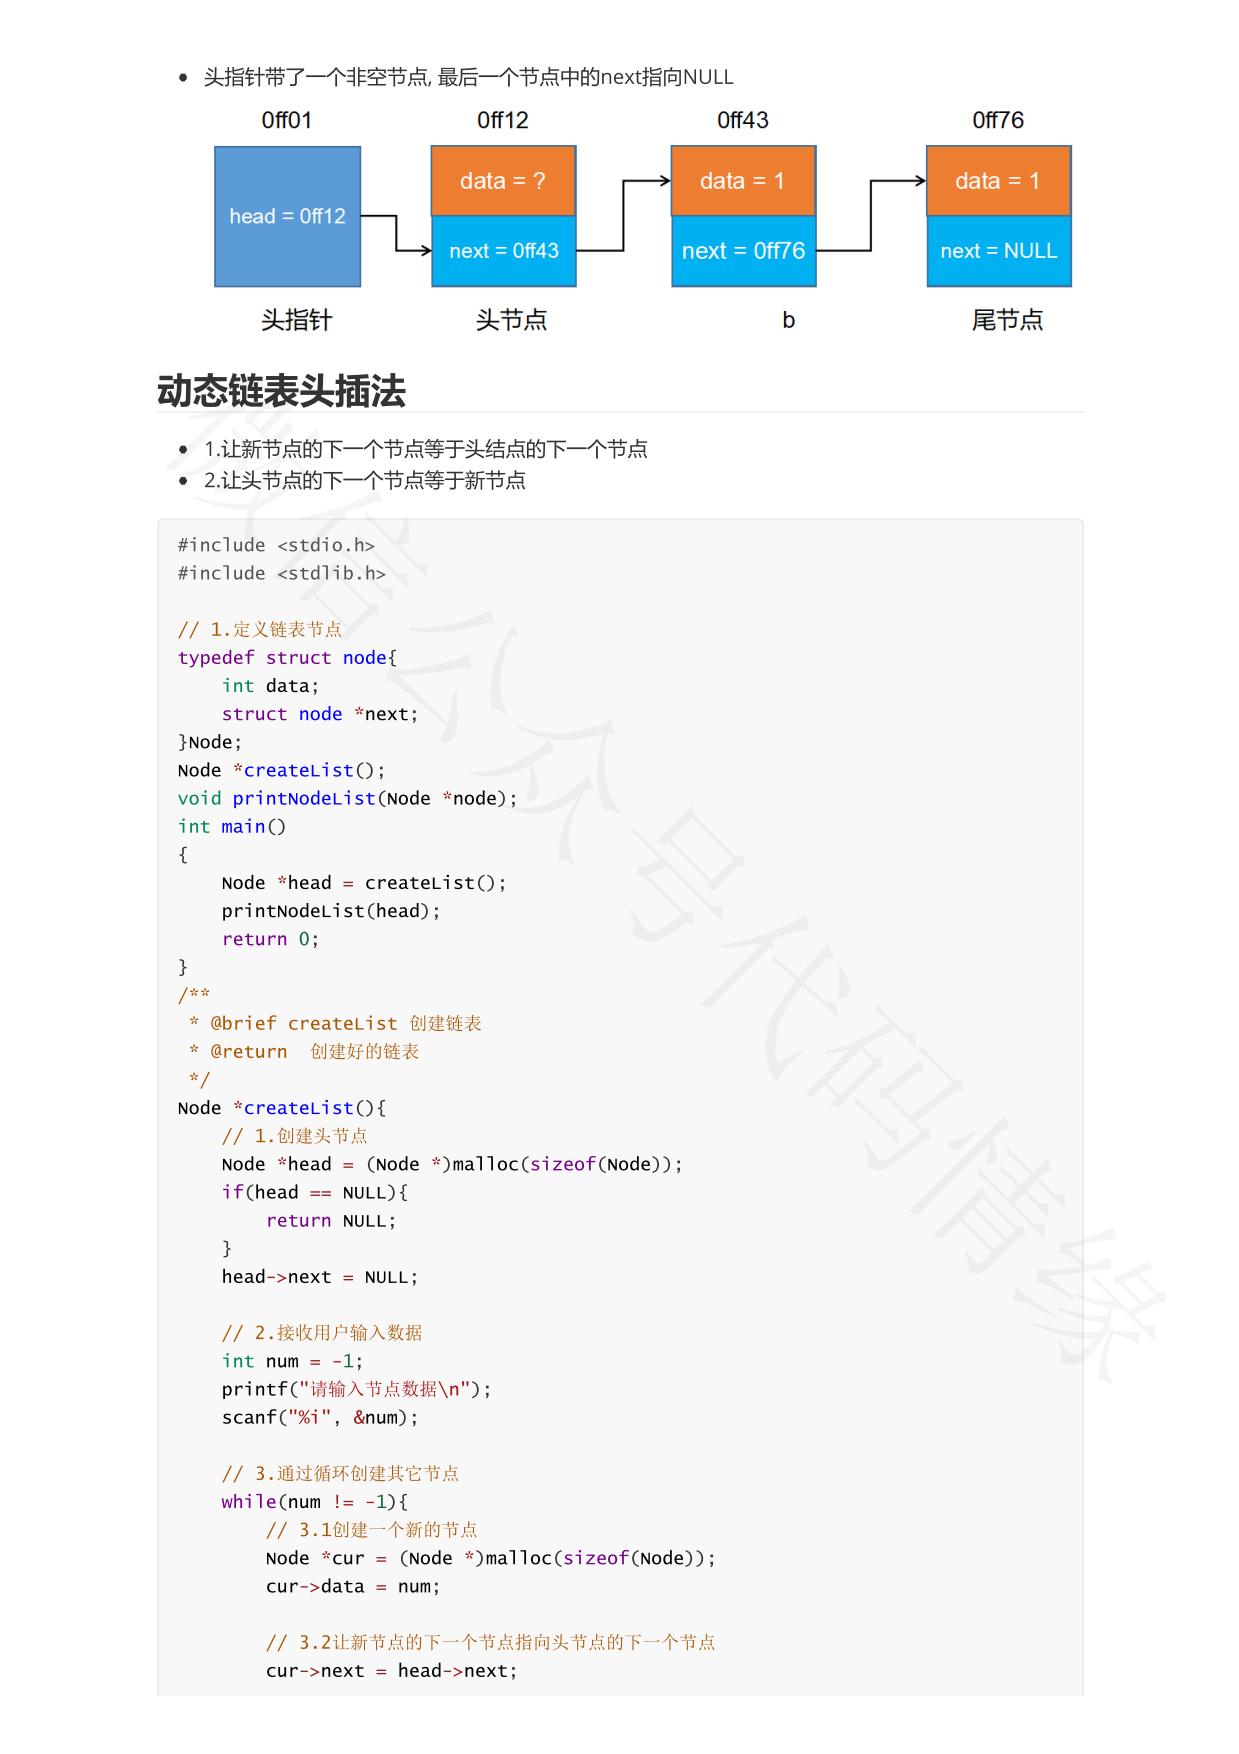 头指针带了一个非空节点, 最后一个节点中的next指向NULL
0ff01 0ff12 0ff43 0ff76
data = ? data = 1 data = 1
head = 0ff12
next = 0ff43 next = 0ff76 next = NULL
头指针 头节点 b 尾节点
动态链表头插法
1.让新节点的下一个节点等于头结点的下一个节点
2.让头节点的下一个节点等于新节点
#include <stdio.h>
#include <stdlib.h>
// 1.定义链表节点
typedef struct node{
    int data;
    struct node *next;
}Node;
Node *createList();
void printNodeList(Node *node);
int main()
{
    Node *head = createList();
    printNodeList(head);
    return 0;
}
/**
 * @brief createList 创建链表
 * @return  创建好的链表
 */
Node *createList(){
    // 1.创建头节点
    Node *head = (Node *)malloc(sizeof(Node));
    if(head == NULL){
        return NULL;
    }
    head->next = NULL;
    // 2.接收用户输入数据
    int num = -1;
    printf("请输入节点数据\n");
    scanf("%i", &num);
    // 3.通过循环创建其它节点
    while(num != -1){
        // 3.1创建一个新的节点
        Node *cur = (Node *)malloc(sizeof(Node));
        cur->data = num;
        // 3.2让新节点的下一个节点指向头节点的下一个节点
        cur->next = head->next;
微信公众号代码情缘